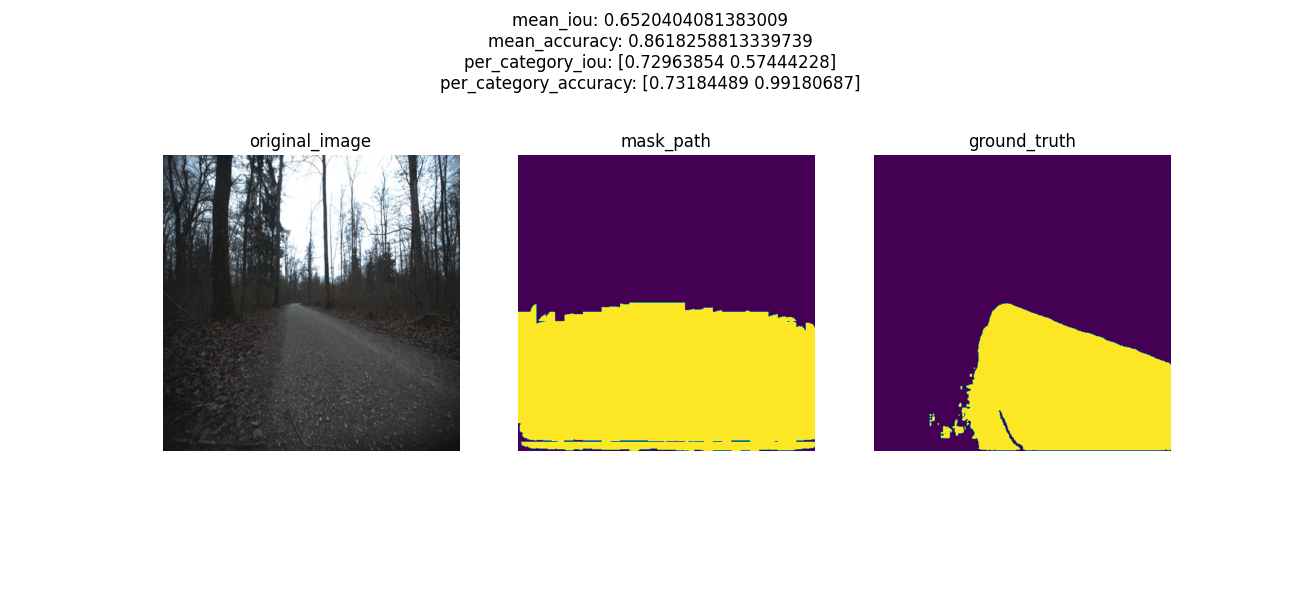 mean_iou: 0.6520404081383009
mean_accuracy: 0.8618258813339739
per_category_iou: [0.72963854 0.57444228]
per_category_accuracy: [0.73184489 0.99180687]
original_image
mask_path
ground_truth